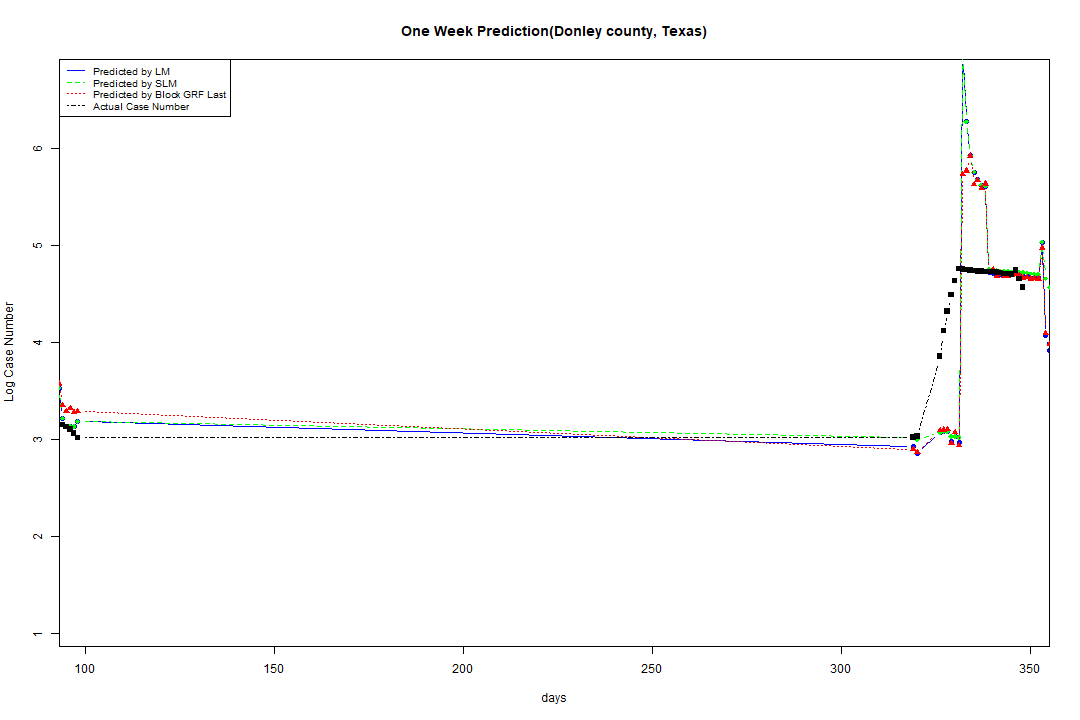 One Week Prediction(Donley county, Texas)
Predicted by LM
Predicted by SLM
Predicted by Block GRF Last
Actual Case Number
Log Case Number
6
5
4
3
2
1
100 150 200 250 300 350
days